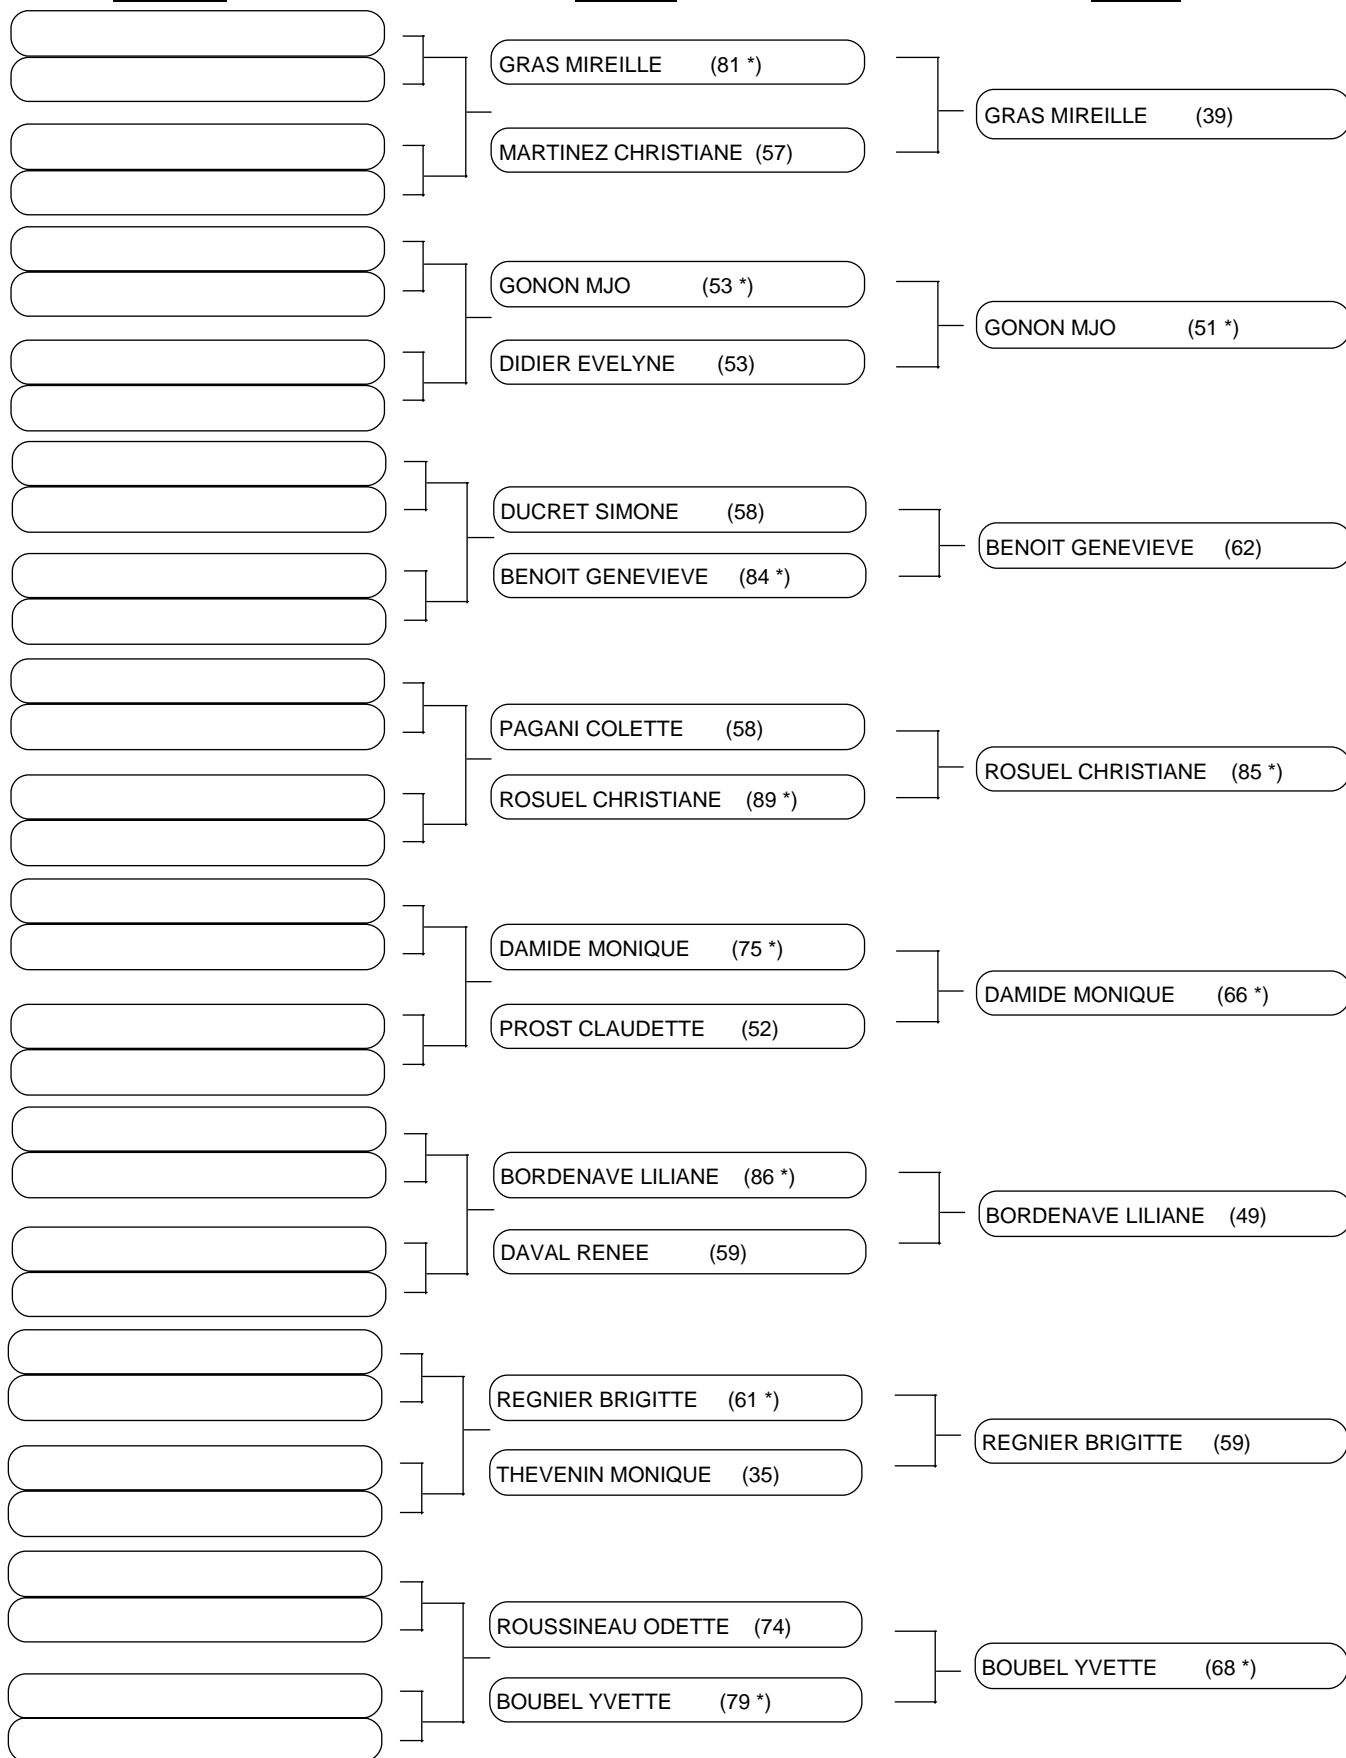 GRAS MIREILLE (81 *)
MARTINEZ CHRISTIANE (57)
GONON MJO (53 *)
DIDIER EVELYNE (53)
DUCRET SIMONE (58)
BENOIT GENEVIEVE (84 *)
PAGANI COLETTE (58)
ROSUEL CHRISTIANE (89 *)
DAMIDE MONIQUE (75 *)
PROST CLAUDETTE (52)
BORDENAVE LILIANE (86 *)
DAVAL RENEE (59)
REGNIER BRIGITTE (61 *)
THEVENIN MONIQUE (35)
ROUSSINEAU ODETTE (74)
BOUBEL YVETTE (79 *)
GRAS MIREILLE (39)
GONON MJO (51 *)
BENOIT GENEVIEVE (62)
ROSUEL CHRISTIANE (85 *)
DAMIDE MONIQUE (66 *)
BORDENAVE LILIANE (49)
REGNIER BRIGITTE (59)
BOUBEL YVETTE (68 *)